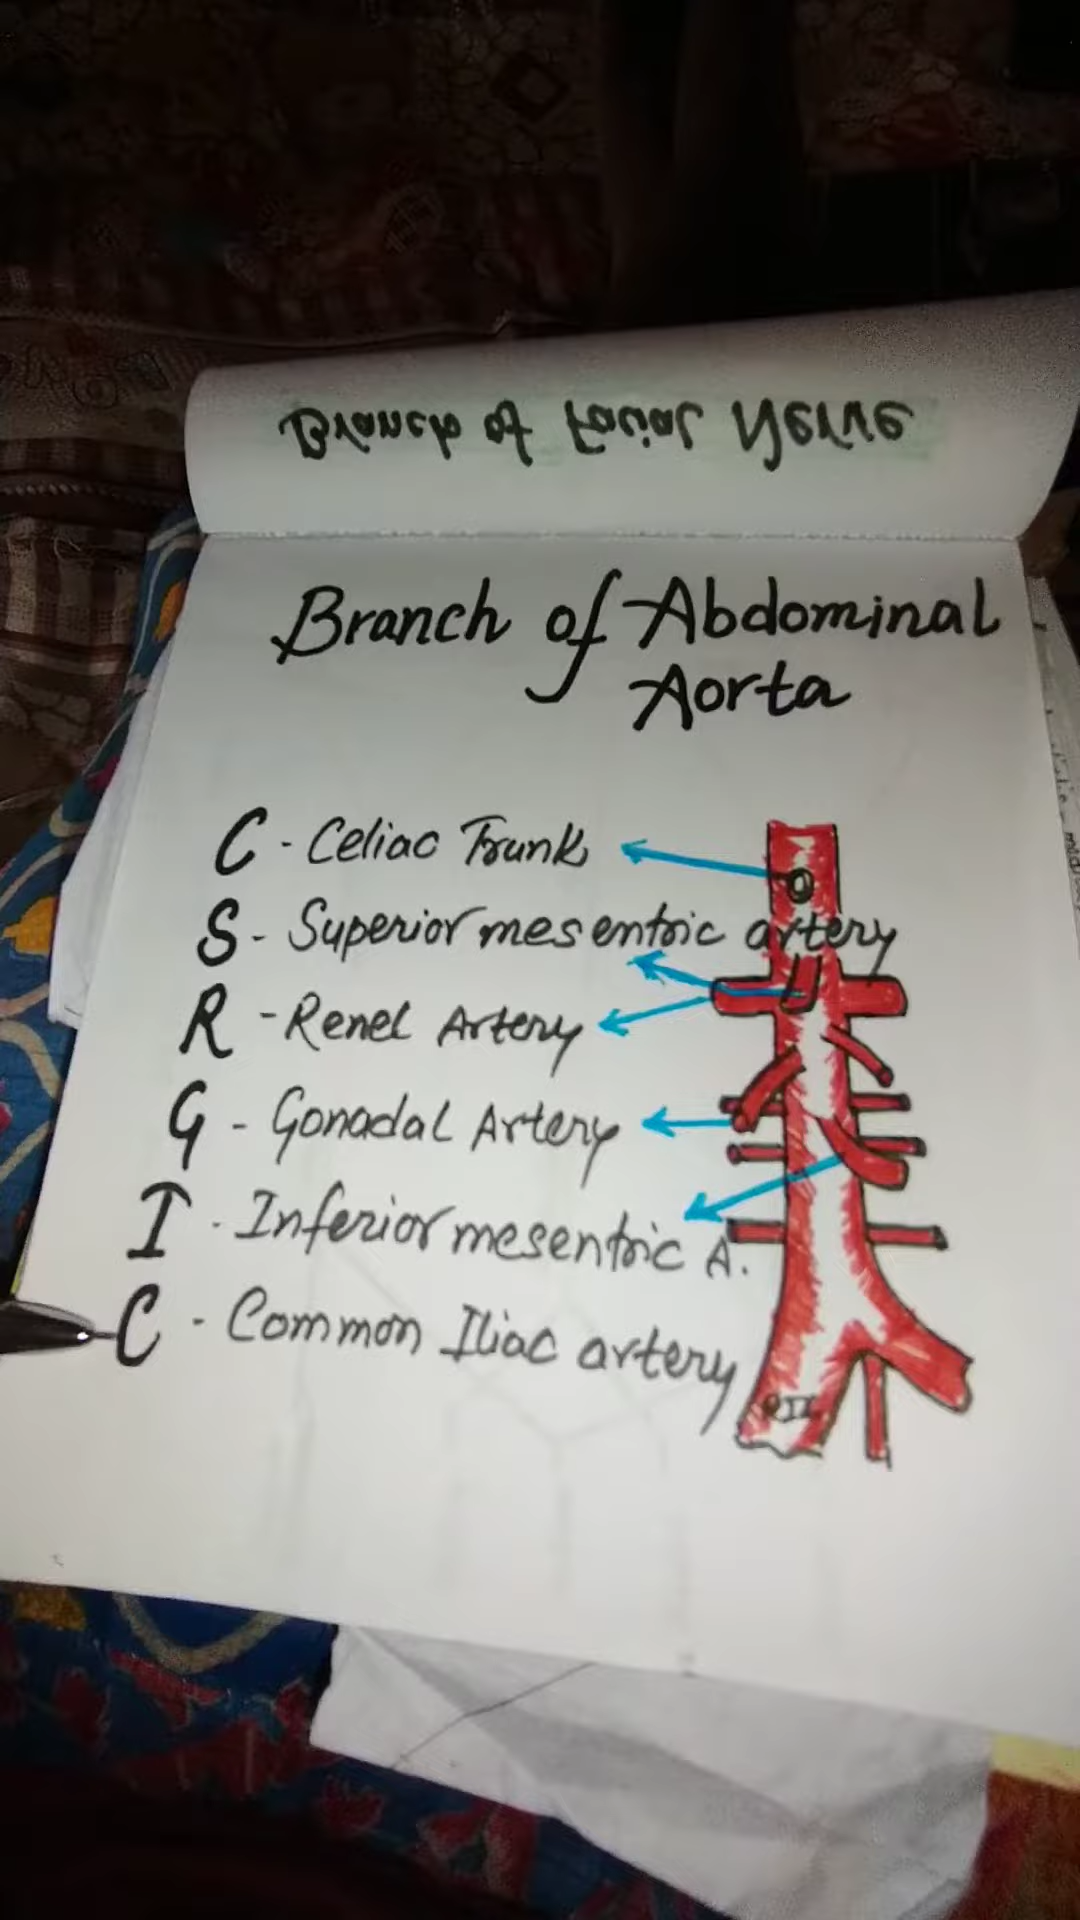 Branch of Facial Nerve
Branch of Abdominal
Aorta
C - Celiac Trunk
S - Superior mesentric artery
R - Renel Artery
G - Gonadal Artery
I - Inferior mesentric A.
C - Common Iliac artery